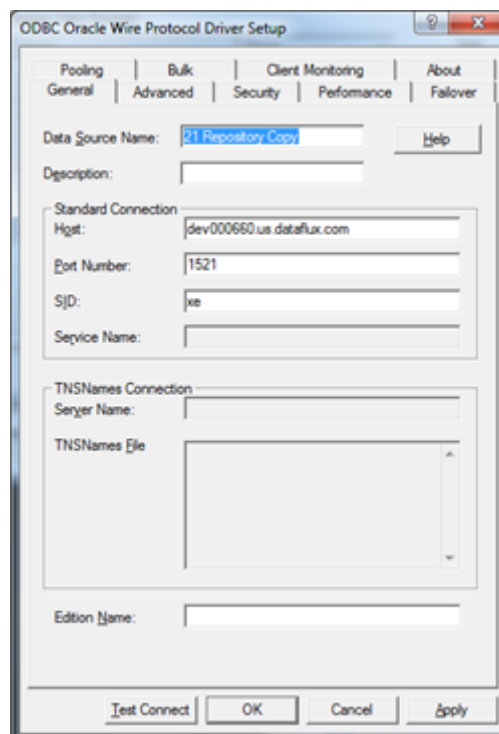 ODBC Oracle Wire Protocol Driver Setup
Pooling Bulk Client Monitoring About
General Advanced Security Performance Failover
Data Source Name: 21 Repository Copy Help
Description:
Standard Connection
Host: dev000660.us.dataflux.com
Port Number: 1521
SID: xe
Service Name:
TNSNames Connection
Server Name:
TNSNames File
Edition Name:
Test Connect OK Cancel Apply